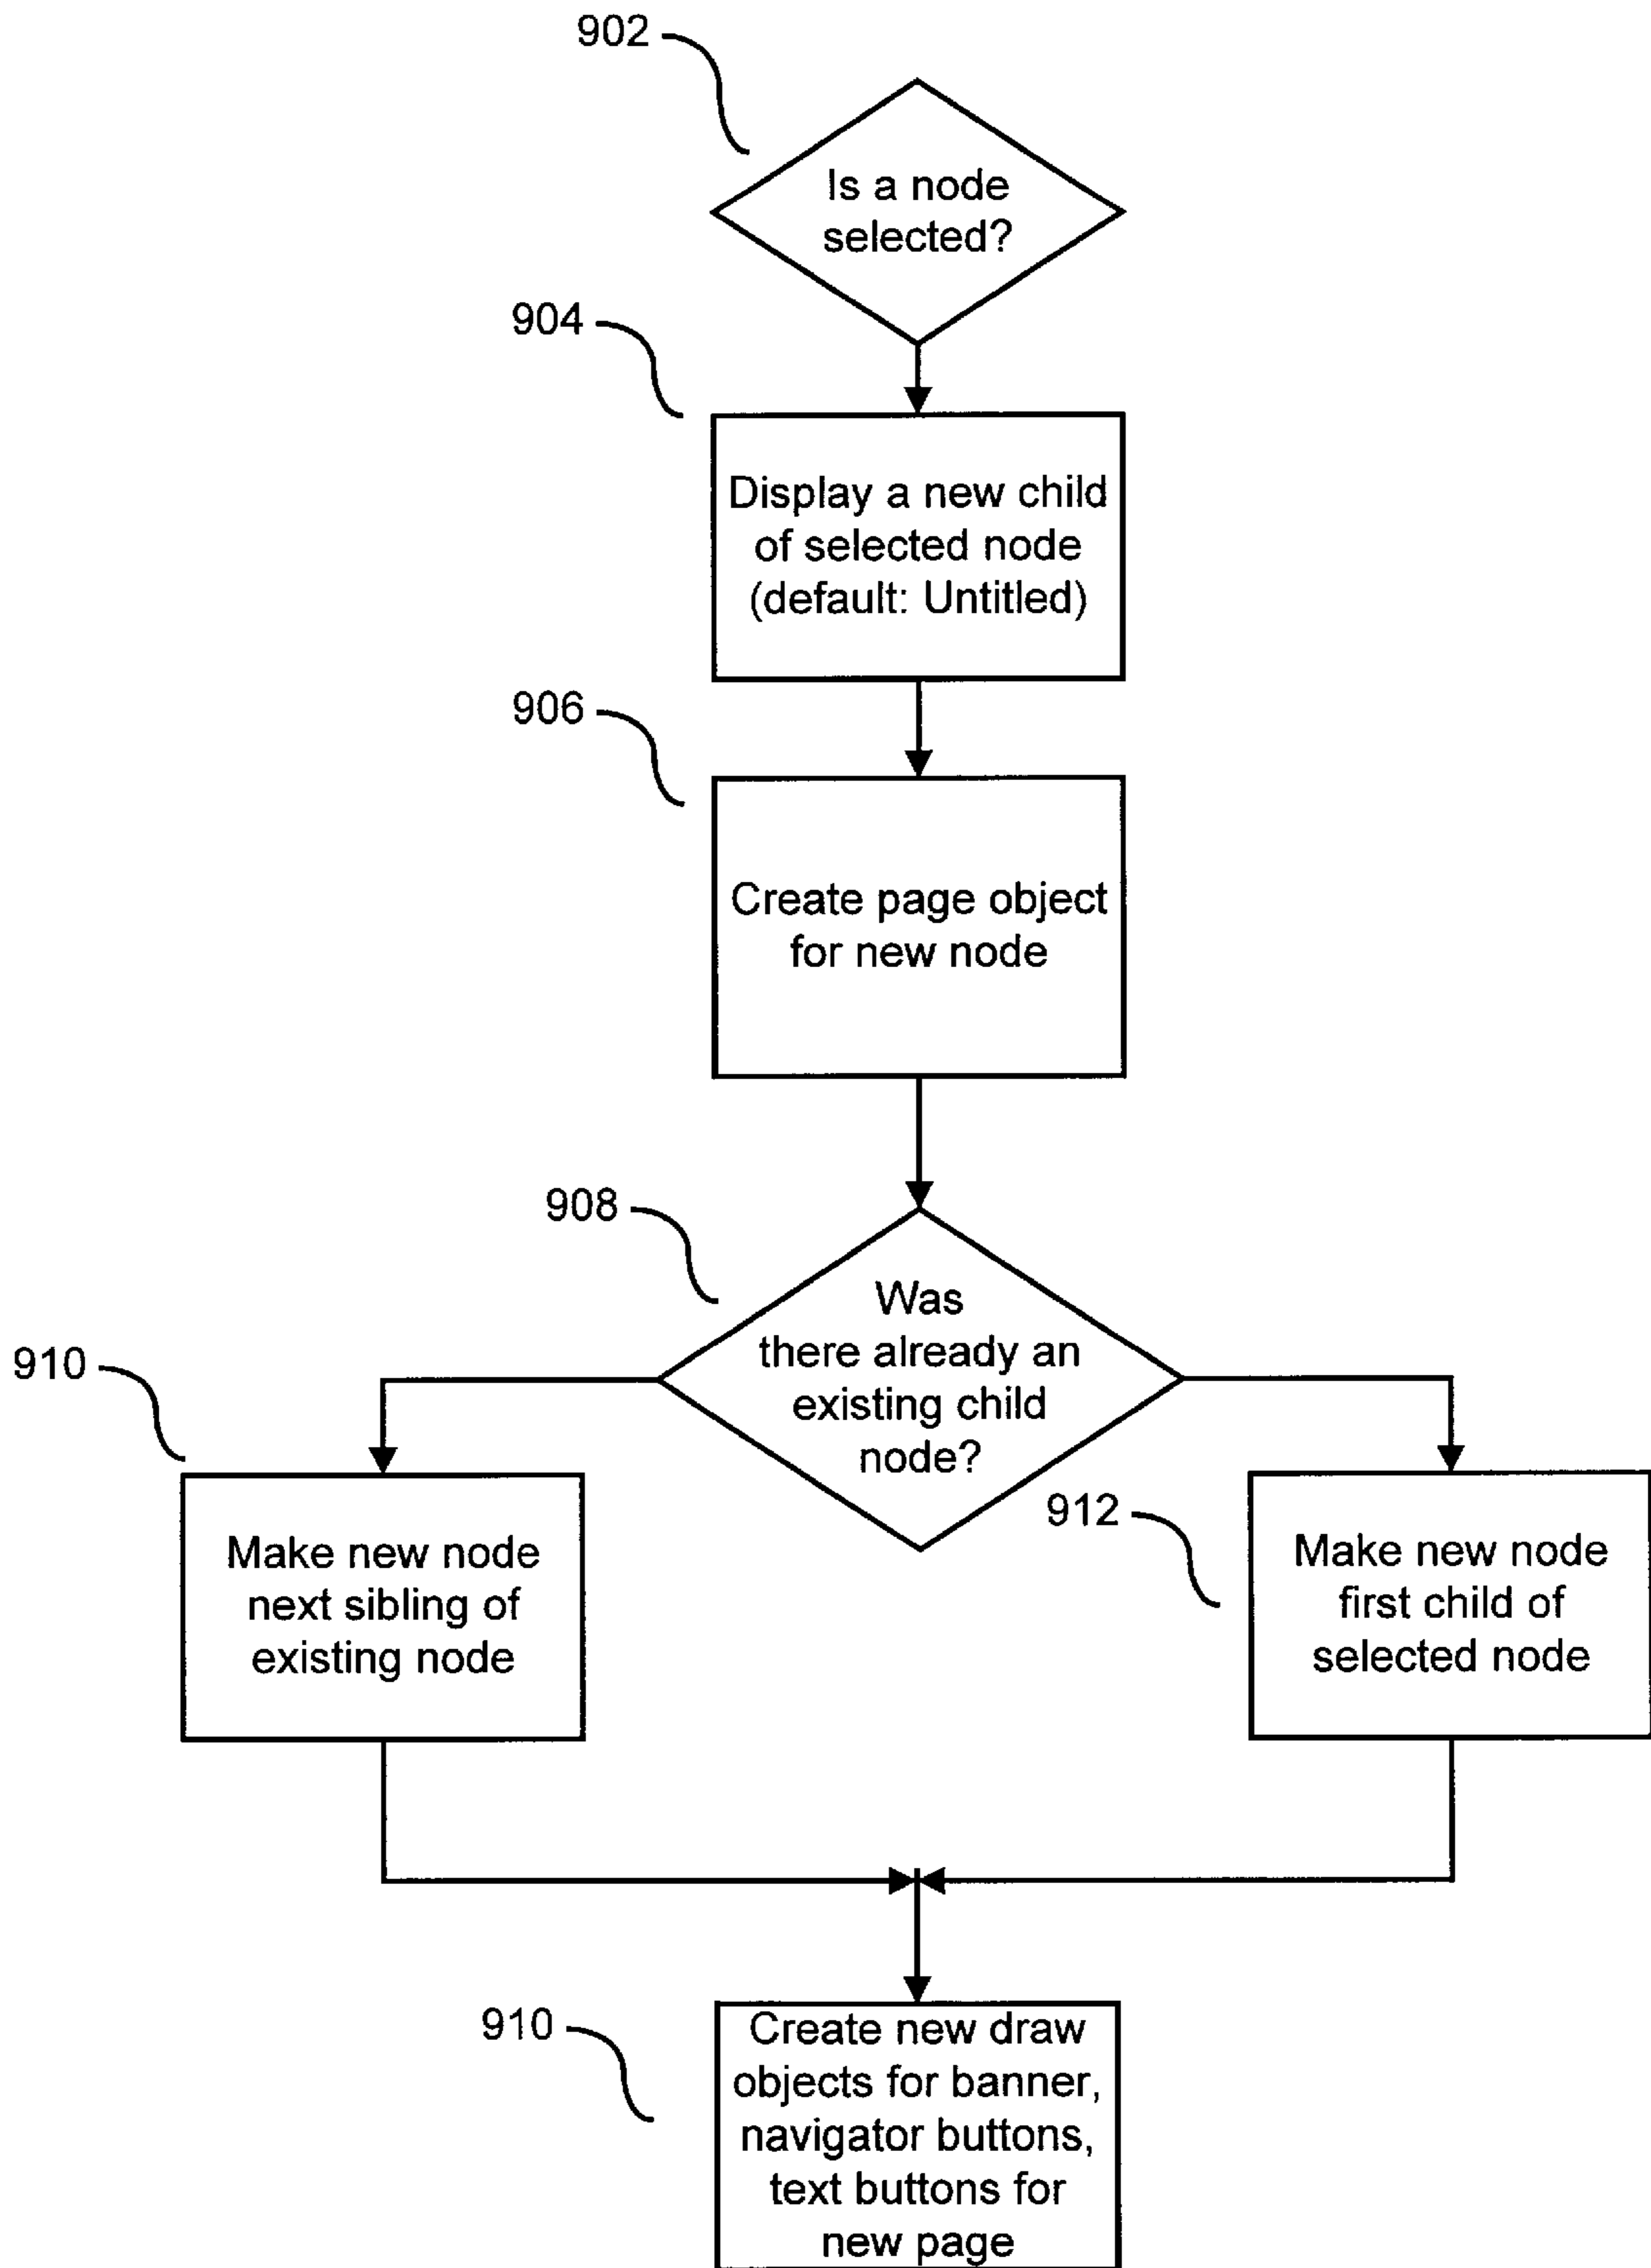 902
Is a node
selected?
904
Display a new child
of selected node
(default: Untitled)
906
Create page object
for new node
908
Was
there already an
existing child
node?
910
Make new node
next sibling of
existing node
912
Make new node
first child of
selected node
910
Create new draw
objects for banner,
navigator buttons,
text buttons for
new page